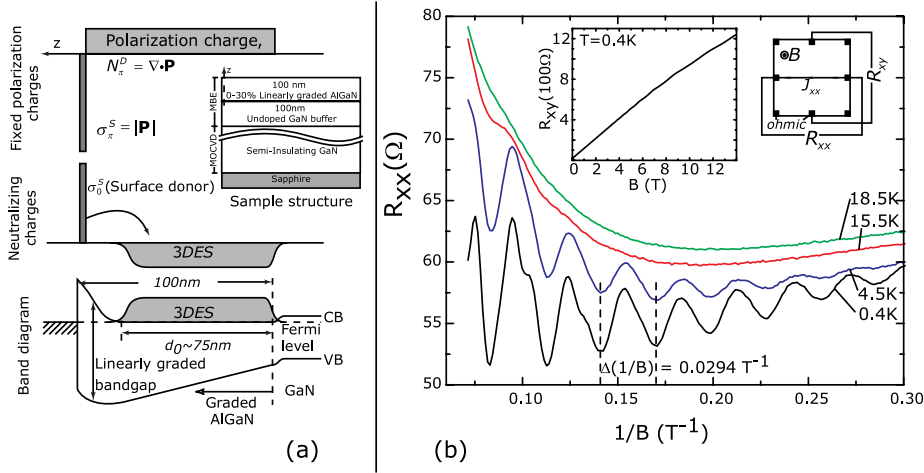 z
Polarization charge,
N_π^D = ∇•P
σ_π^S = |P|
Fixed polarization
charges
z
100 nm
0-30% Linearly graded AlGaN
100nm
Undoped GaN buffer
Semi-Insulating GaN
Sapphire
MBE
MOCVD
Sample structure
σ_0^S (Surface donor)
Neutralizing
charges
3DES
100nm
3DES
CB
Fermi
level
d_0~75nm
VB
Linearly graded
bandgap
GaN
Graded
AlGaN
Band diagram
(a)
80
75
70
65
60
55
50
R_xx(Ω)
0.10
0.15
0.20
0.25
0.30
1/B (T⁻¹)
T=0.4K
R_xy(100Ω)
12
8
4
0
2
4
6
8
10
12
B (T)
B
J_xx
ohmic
R_xx
R_xy
18.5K
15.5K
4.5K
0.4K
Δ(1/B) = 0.0294 T⁻¹
(b)